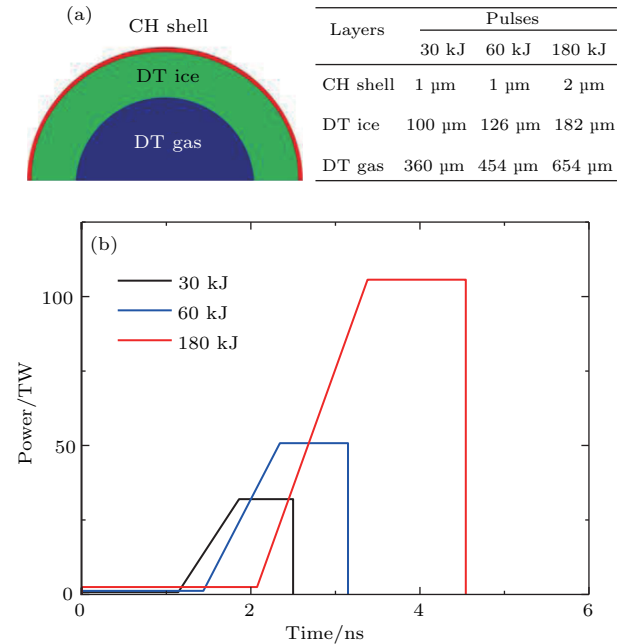 (a)
CH shell
DT ice
DT gas
Layers Pulses
30 kJ 60 kJ 180 kJ
CH shell 1 µm 1 µm 2 µm
DT ice 100 µm 126 µm 182 µm
DT gas 360 µm 454 µm 654 µm
(b)
30 kJ
60 kJ
180 kJ
Power/TW
100
50
0
0 2 4 6
Time/ns